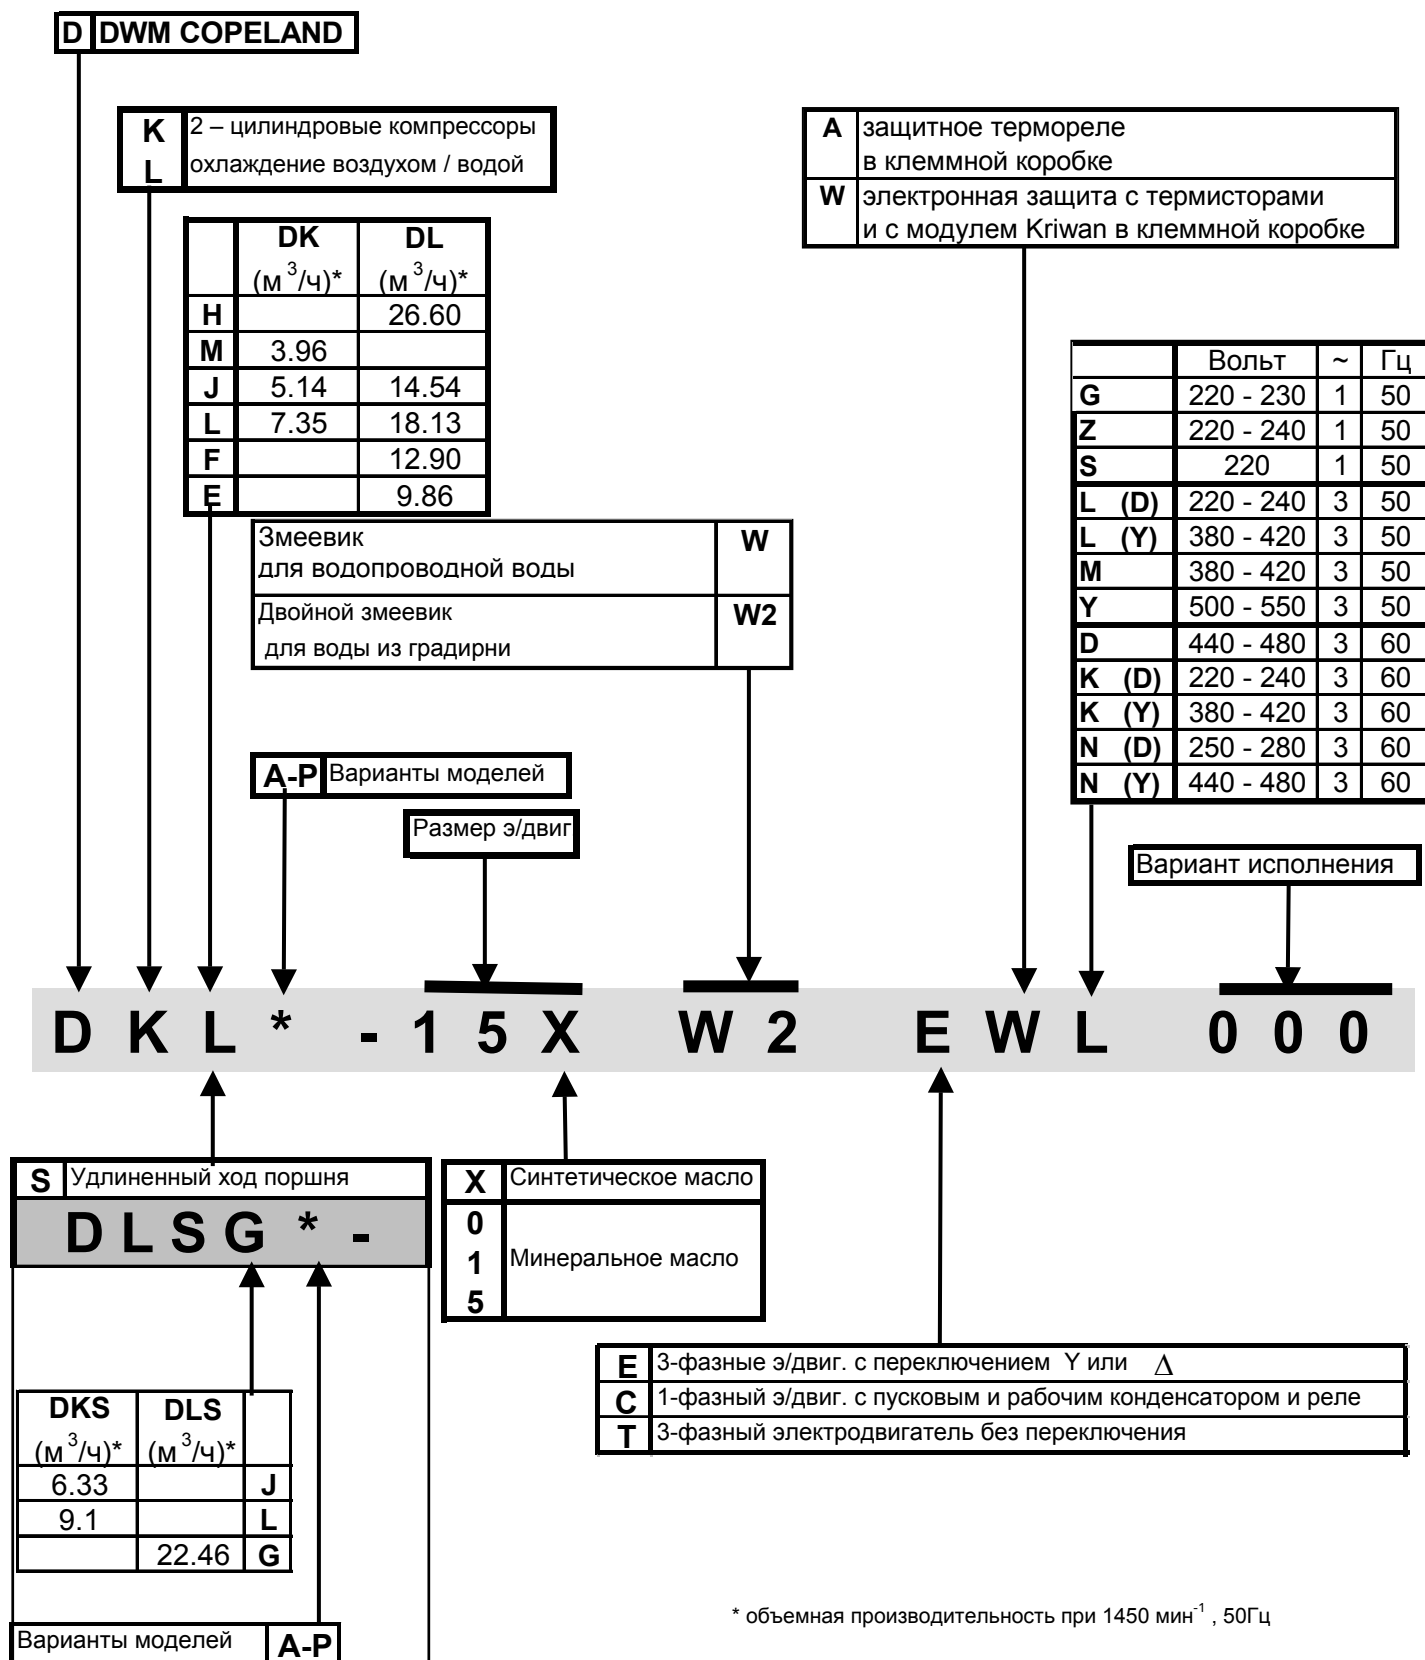 D DWM COPELAND
K 2 – цилиндровые компрессоры
L охлаждение воздухом / водой
A защитное термореле
в клеммной коробке
W электронная защита с термисторами
и с модулем Kriwan в клеммной коробке
DK DL
(м³/ч)* (м³/ч)*
H 26.60
M 3.96
J 5.14 14.54
L 7.35 18.13
F 12.90
E 9.86
Вольт ~ Гц
G 220 - 230 1 50
Z 220 - 240 1 50
S 220 1 50
L (D) 220 - 240 3 50
L (Y) 380 - 420 3 50
M 380 - 420 3 50
Y 500 - 550 3 50
D 440 - 480 3 60
K (D) 220 - 240 3 60
K (Y) 380 - 420 3 60
N (D) 250 - 280 3 60
N (Y) 440 - 480 3 60
Змеевик W
для водопроводной воды
Двойной змеевик W2
для воды из градирни
A-P Варианты моделей
Размер э/двиг
Вариант исполнения
D K L * - 1 5 X W 2 E W L 0 0 0
S Удлиненный ход поршня
D L S G * -
X Синтетическое масло
0
1 Минеральное масло
5
E 3-фазные э/двиг. с переключением Y или Δ
C 1-фазный э/двиг. с пусковым и рабочим конденсатором и реле
T 3-фазный электродвигатель без переключения
DKS DLS
(м³/ч)* (м³/ч)*
6.33 J
9.1 L
22.46 G
* объемная производительность при 1450 мин⁻¹ , 50Гц
Варианты моделей A-P